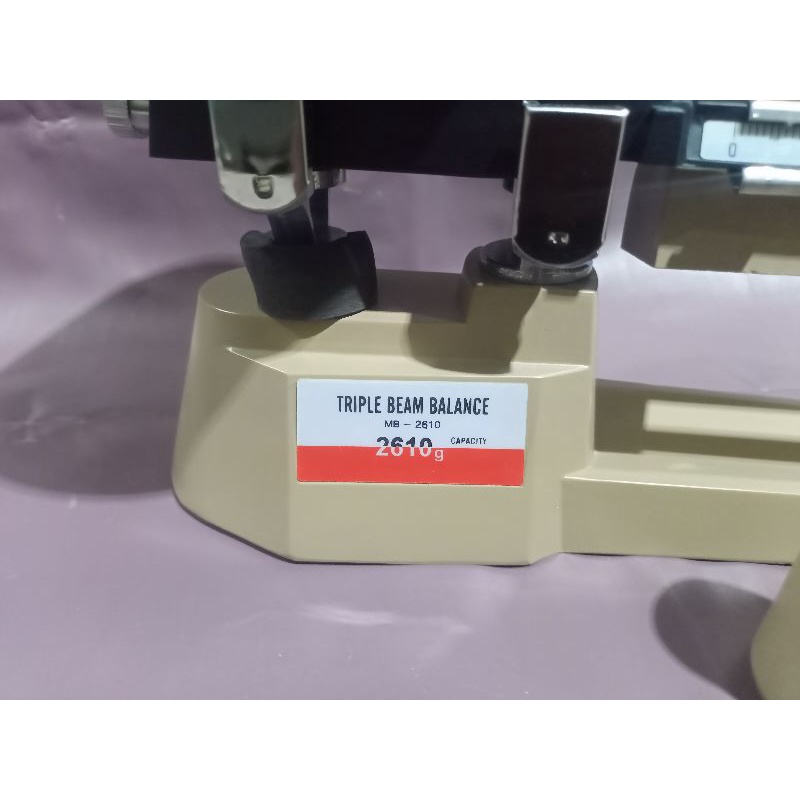 0
TRIPLE BEAM BALANCE
MB - 2610
2610g CAPACITY